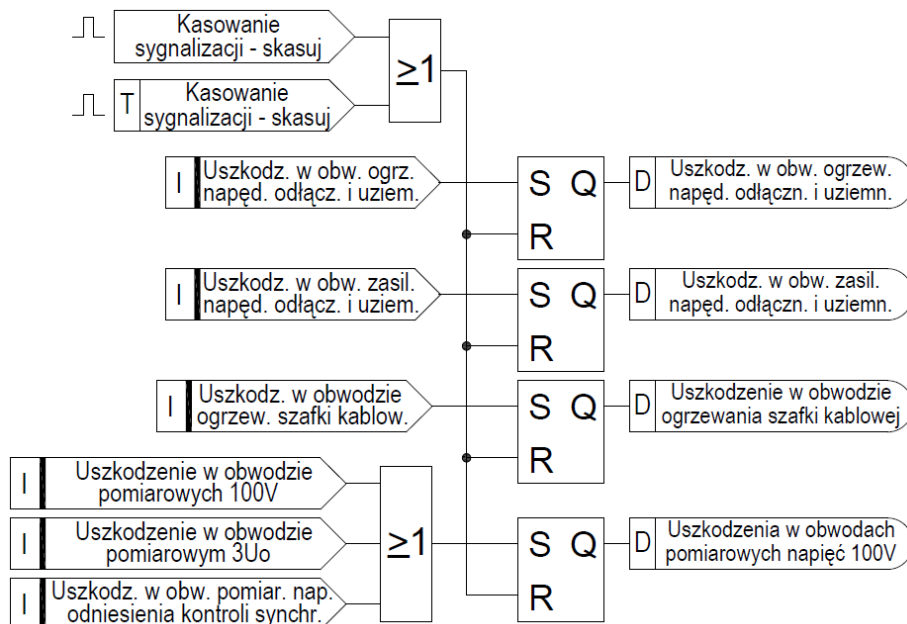 Kasowanie
sygnalizacji - skasuj
≥1
T
Kasowanie
sygnalizacji - skasuj
I
Uszkodz. w obw. ogrz.
napęd. odłącz. i uziem.
S Q
R
D
Uszkodz. w obw. ogrzew.
napęd. odłączn. i uziemn.
I
Uszkodz. w obw. zasil.
napęd. odłącz. i uziem.
S Q
R
D
Uszkodz. w obw. zasil.
napęd. odłączn. i uziemn.
I
Uszkodz. w obwodzie
ogrzew. szafki kablow.
S Q
R
D
Uszkodzenie w obwodzie
ogrzewania szafki kablowej
I
Uszkodzenie w obwodzie
pomiarowych 100V
I
Uszkodzenie w obwodzie
pomiarowym 3Uo
I
Uszkodz. w obw. pomiar. nap.
odniesienia kontroli synchr.
≥1
S Q
R
D
Uszkodzenia w obwodach
pomiarowych napięć 100V